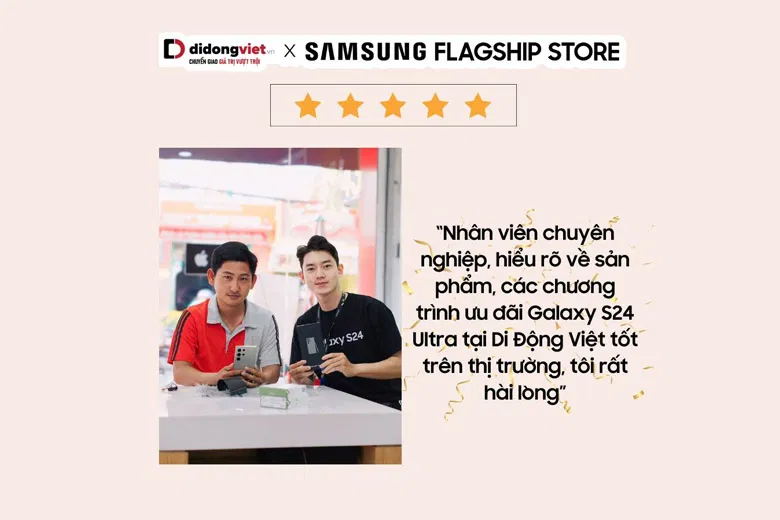 didongviet.vn X SAMSUNG FLAGSHIP STORE
CHUYỂN GIAO GIÁ TRỊ VƯỢT TRỘI
“Nhân viên chuyên
nghiệp, hiểu rõ về sản
phẩm, các chương
trình ưu đãi Galaxy S24
Ultra tại Di Động Việt tốt
trên thị trường, tôi rất
hài lòng”
axy S24